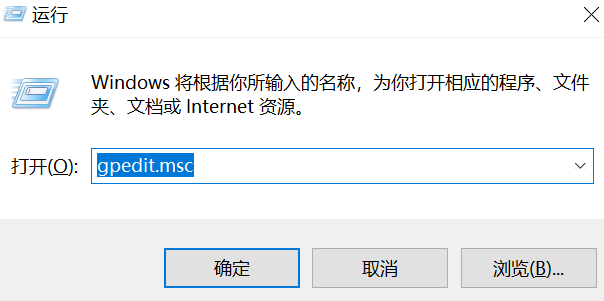 运行
Windows 将根据你所输入的名称，为你打开相应的程序、文件
夹、文档或 Internet 资源。
打开(O): gpedit.msc
确定 取消 浏览(B)...